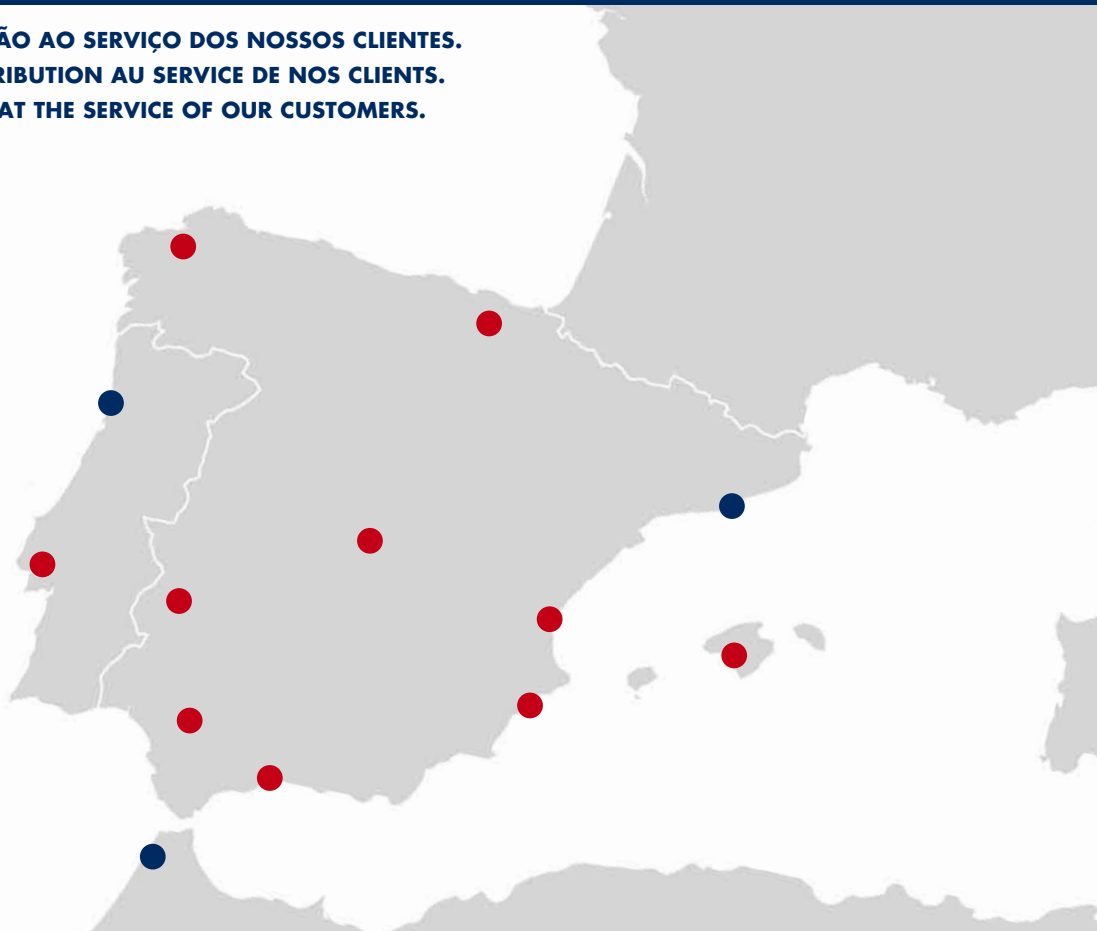 ÃO AO SERVIÇO DOS NOSSOS CLIENTES.
RIBUTION AU SERVICE DE NOS CLIENTS.
AT THE SERVICE OF OUR CUSTOMERS.